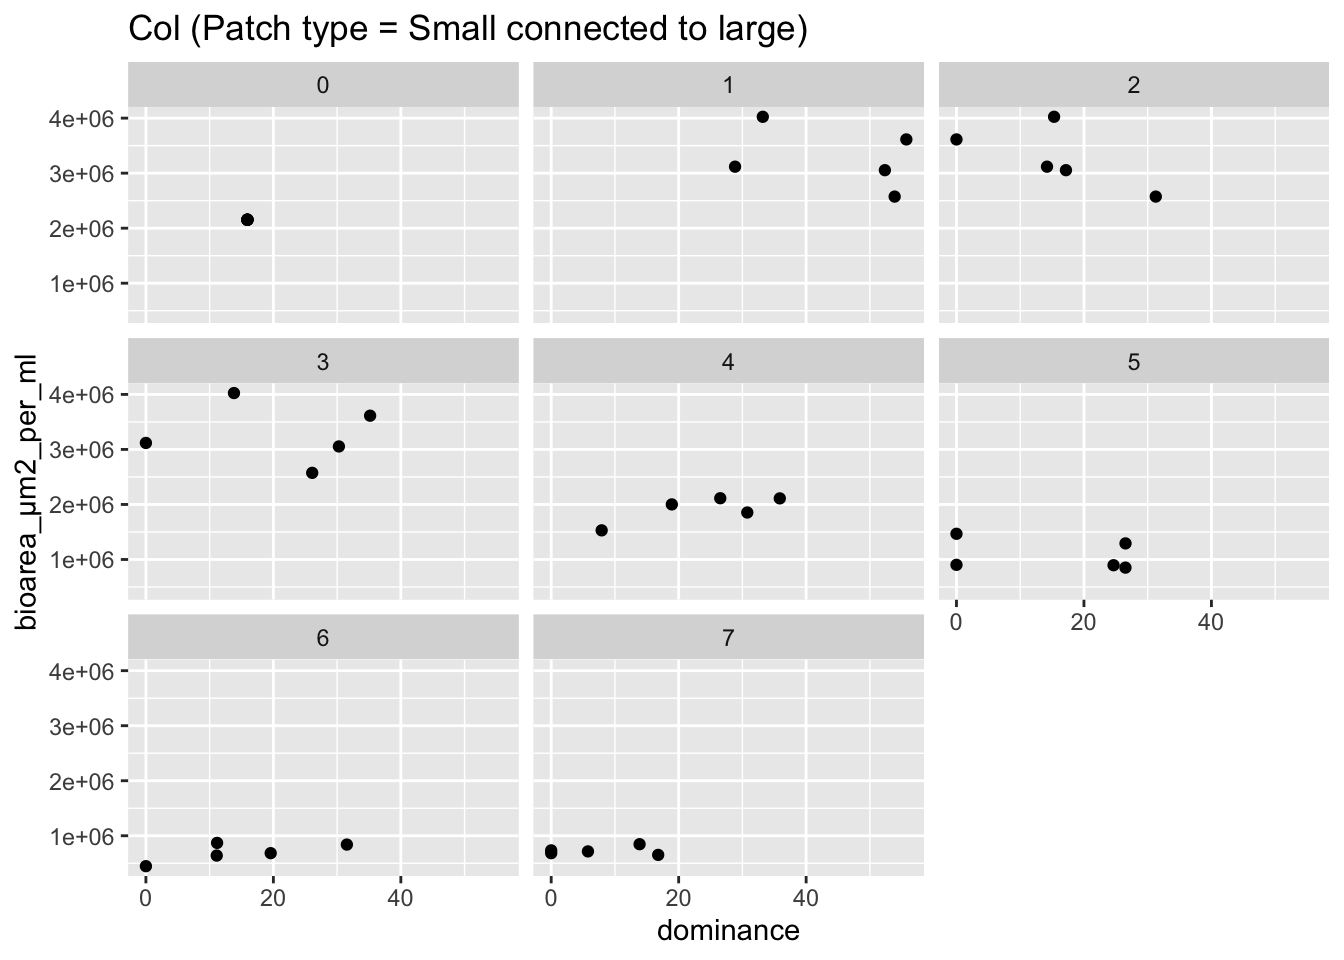 Col (Patch type = Small connected to large)
0
1
2
4e+06
3e+06
2e+06
1e+06
3
4
5
4e+06
3e+06
2e+06
1e+06
0
20
40
6
7
4e+06
3e+06
2e+06
1e+06
0
20
40
0
20
40
dominance
bioarea_µm2_per_ml